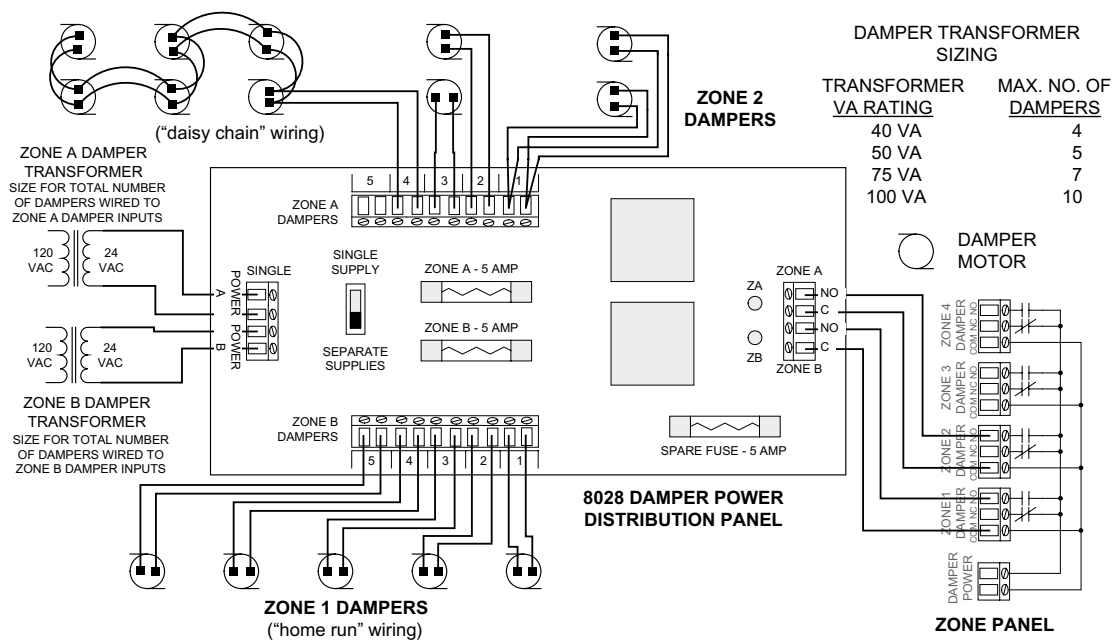 DAMPER TRANSFORMER
SIZING
TRANSFORMER
VA RATING
MAX. NO. OF
DAMPERS
40 VA 4
50 VA 5
75 VA 7
100 VA 10
DAMPER
MOTOR
("daisy chain" wiring)
ZONE 2
DAMPERS
ZONE A DAMPER
TRANSFORMER
SIZE FOR TOTAL NUMBER
OF DAMPERS WIRED TO
ZONE A DAMPER INPUTS
120
VAC
24
VAC
120
VAC
24
VAC
ZONE B DAMPER
TRANSFORMER
SIZE FOR TOTAL NUMBER
OF DAMPERS WIRED TO
ZONE B DAMPER INPUTS
5 4 3 2 1
ZONE A
DAMPERS
SINGLE
POWER
A
POWER
B
SINGLE
SUPPLY
SEPARATE
SUPPLIES
ZONE A - 5 AMP
ZONE B - 5 AMP
ZA
ZB
ZONE A
NO
C
NO
C
ZONE B
SPARE FUSE - 5 AMP
ZONE B
DAMPERS
5 4 3 2 1
8028 DAMPER POWER
DISTRIBUTION PANEL
ZONE 1 DAMPERS
("home run" wiring)
ZONE 4
DAMPER
COM NC NO
ZONE 3
DAMPER
COM NC NO
ZONE 2
DAMPER
COM NC NO
ZONE 1
DAMPER
COM NC NO
DAMPER
POWER
ZONE PANEL